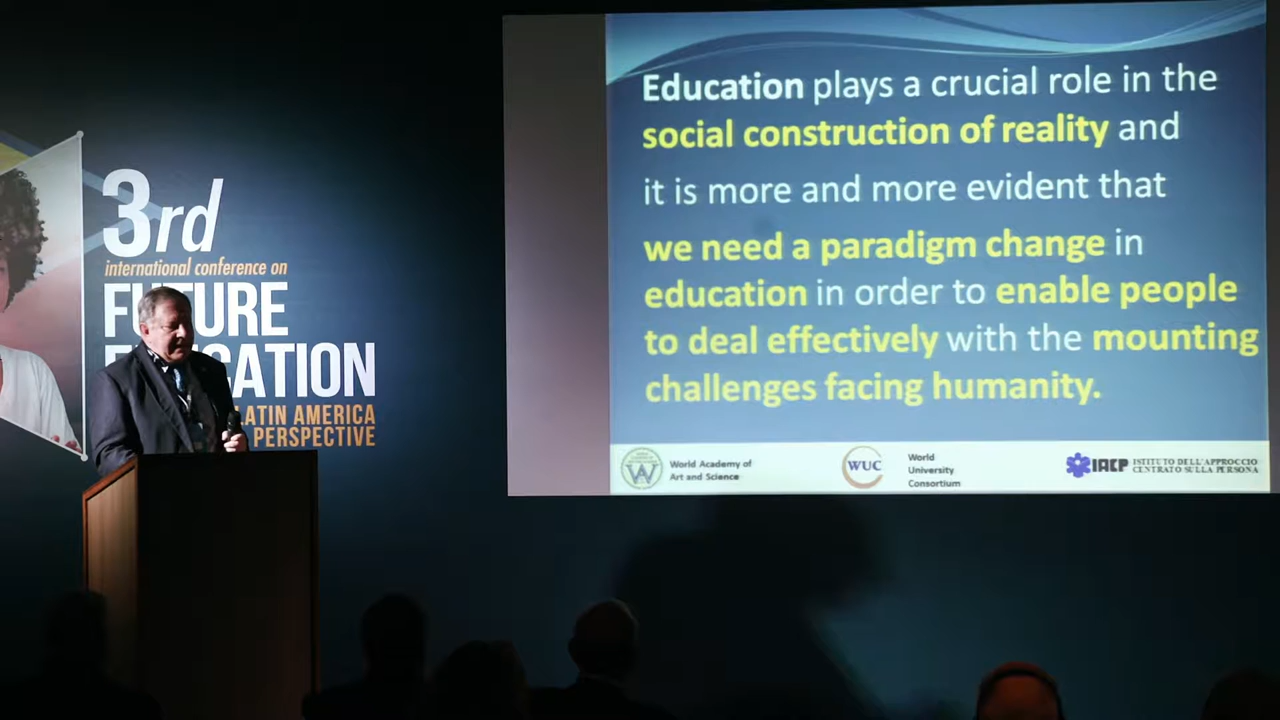 3rd
international conference on
FUTURE
CATION
LATIN AMERICA
PERSPECTIVE
Education plays a crucial role in the
social construction of reality and
it is more and more evident that
we need a paradigm change in
education in order to enable people
to deal effectively with the mounting
challenges facing humanity.
World Academy of
Art and Science
WUC
World
University
Consortium
IACP
ISTITUTO DELL'APPROCCIO
CENTRATO SULLA PERSONA